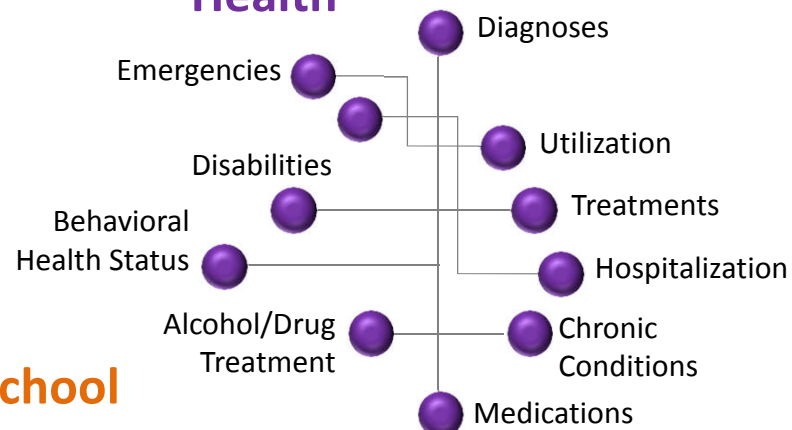 Health
Diagnoses
Emergencies
Utilization
Disabilities
Treatments
Behavioral
Health Status
Hospitalization
Alcohol/Drug
Treatment
Chronic
Conditions
chool
Medications